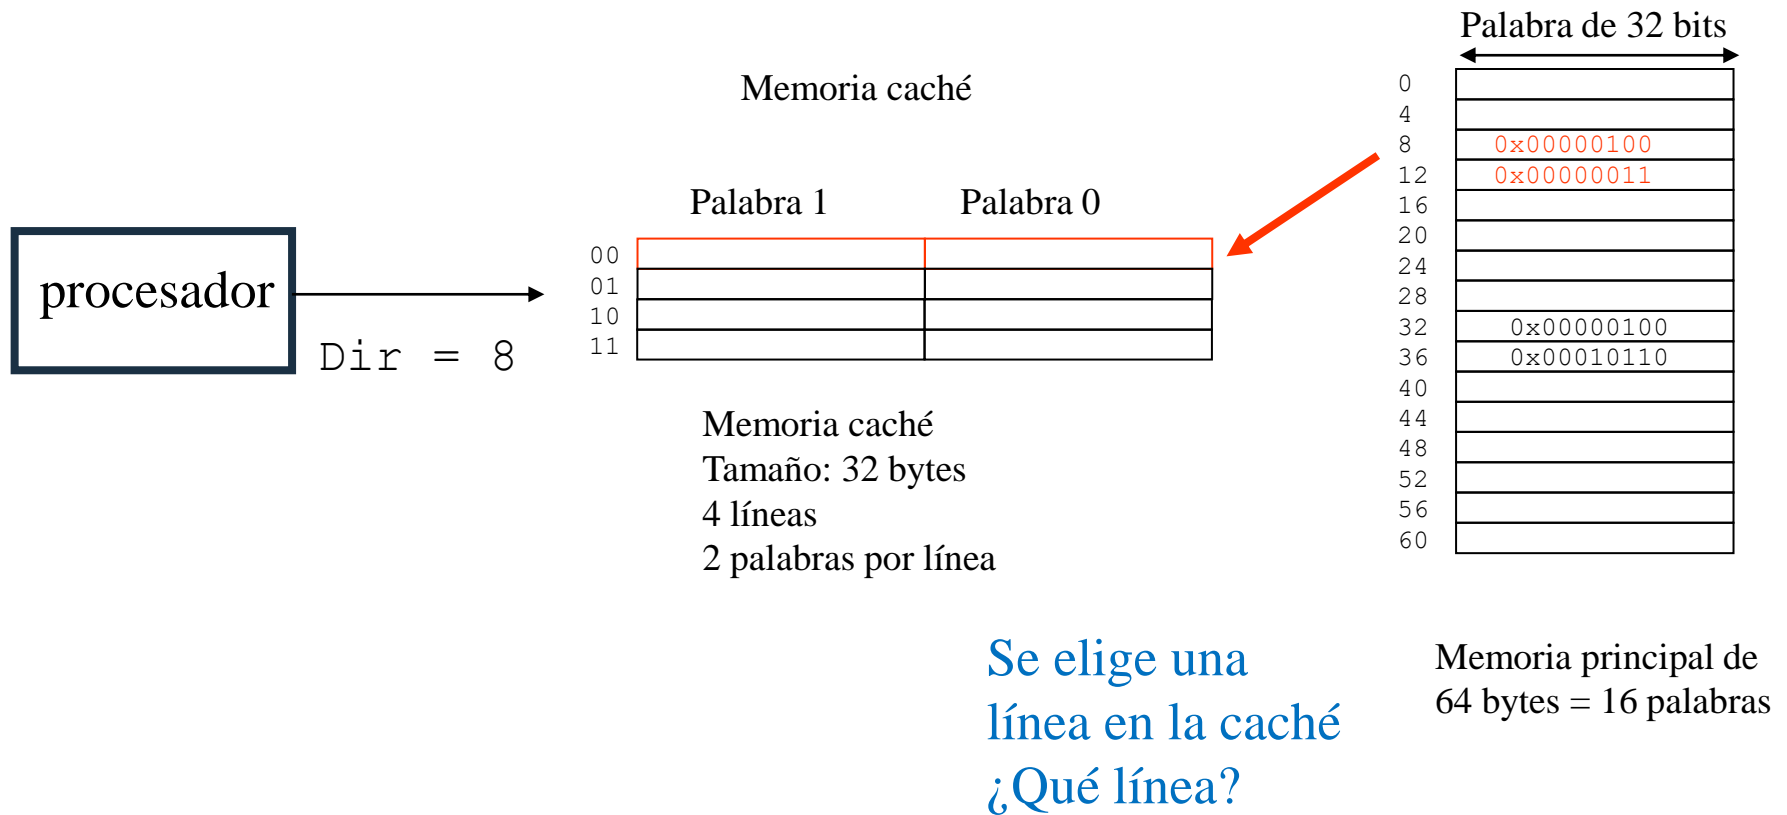 Palabra de 32 bits
Memoria caché
Palabra 1 Palabra 0
procesador
Dir = 8
00
01
10
11
Memoria caché
Tamaño: 32 bytes
4 líneas
2 palabras por línea
0
4
8 0x00000100
12 0x00000011
16
20
24
28
32 0x00000100
36 0x00010110
40
44
48
52
56
60
Se elige una
línea en la caché
¿Qué línea?
Memoria principal de
64 bytes = 16 palabras